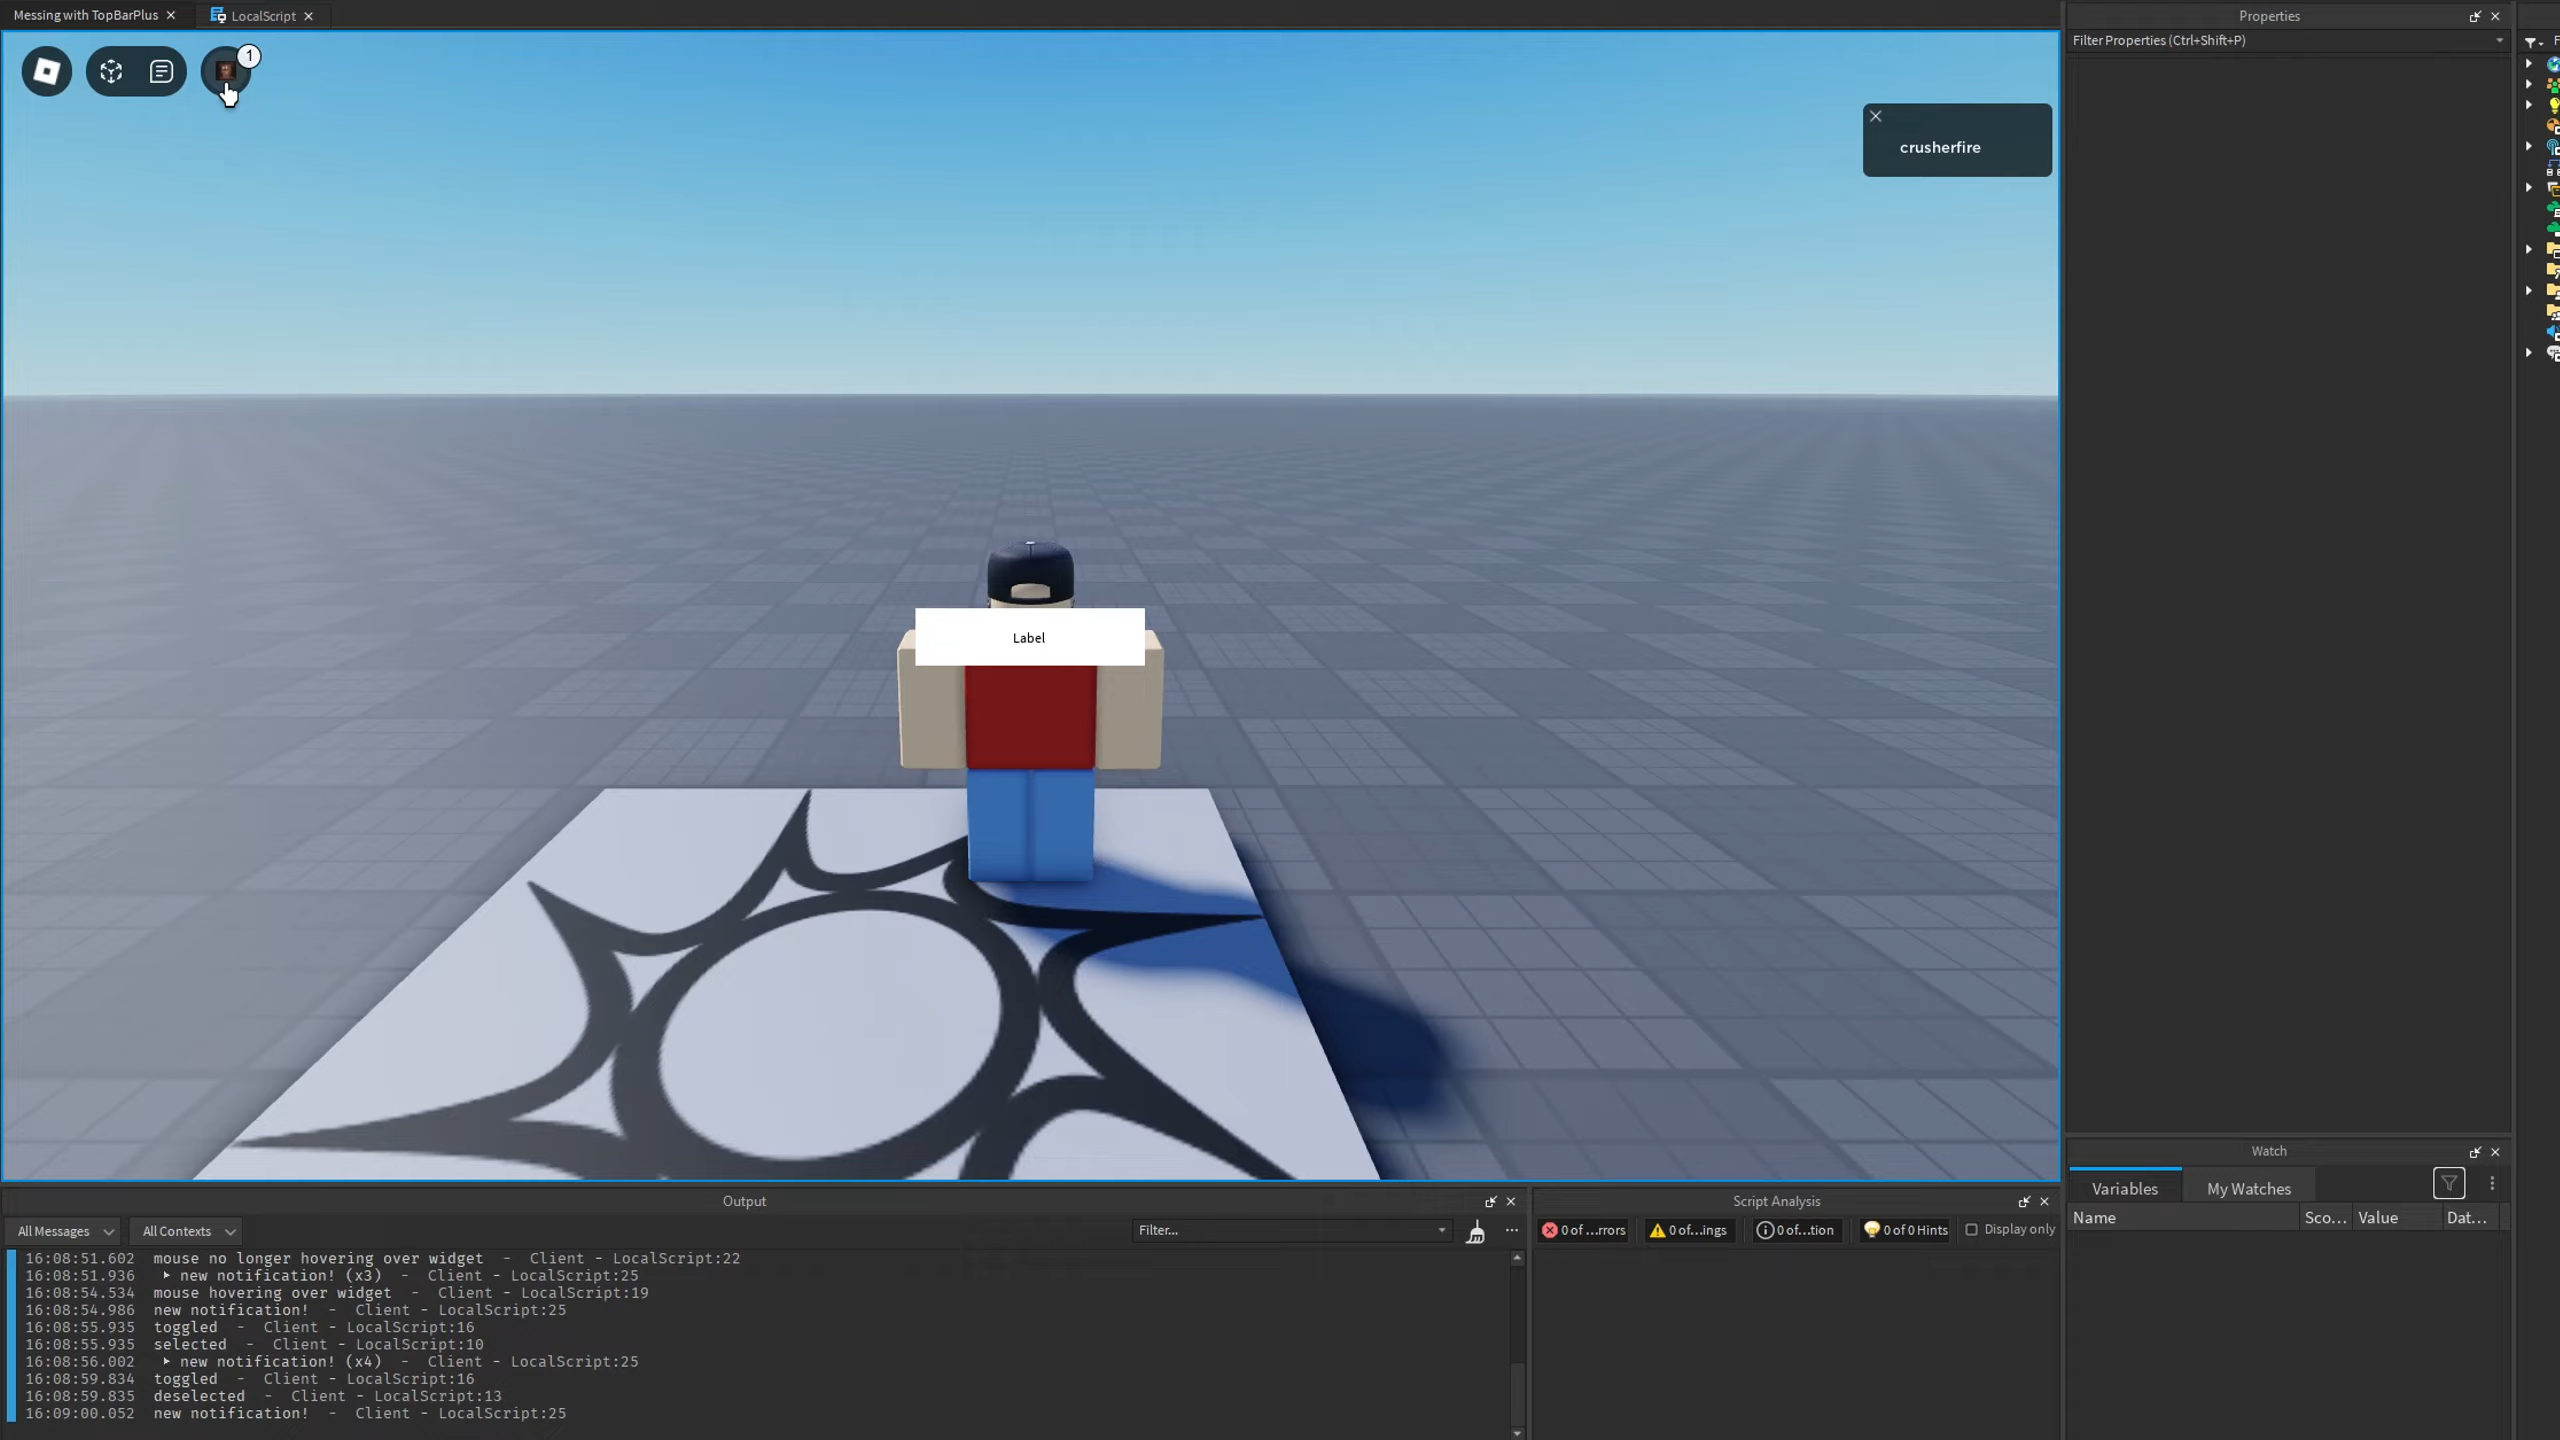 Messing with TopBarPlus
LocalScript
Properties
Filter Properties (Ctrl+Shift+P)
1
crusherfire
Label
Output
All Messages
All Contexts
Filter...
16:08:51.602 mouse no longer hovering over widget - Client - LocalScript:22
16:08:51.936 new notification! (x3) - Client - LocalScript:25
16:08:54.534 mouse hovering over widget - Client - LocalScript:19
16:08:54.986 new notification! - Client - LocalScript:25
16:08:55.935 toggled - Client - LocalScript:16
16:08:55.935 selected - Client - LocalScript:10
16:08:56.002 new notification! (x4) - Client - LocalScript:25
16:08:59.834 toggled - Client - LocalScript:16
16:08:59.835 deselected - Client - LocalScript:13
16:09:00.052 new notification! - Client - LocalScript:25
Script Analysis
0 of ...rrors
0 of...ings
0 of...tion
0 of 0 Hints
Display only
Watch
Variables
My Watches
Name Sco... Value Dat...